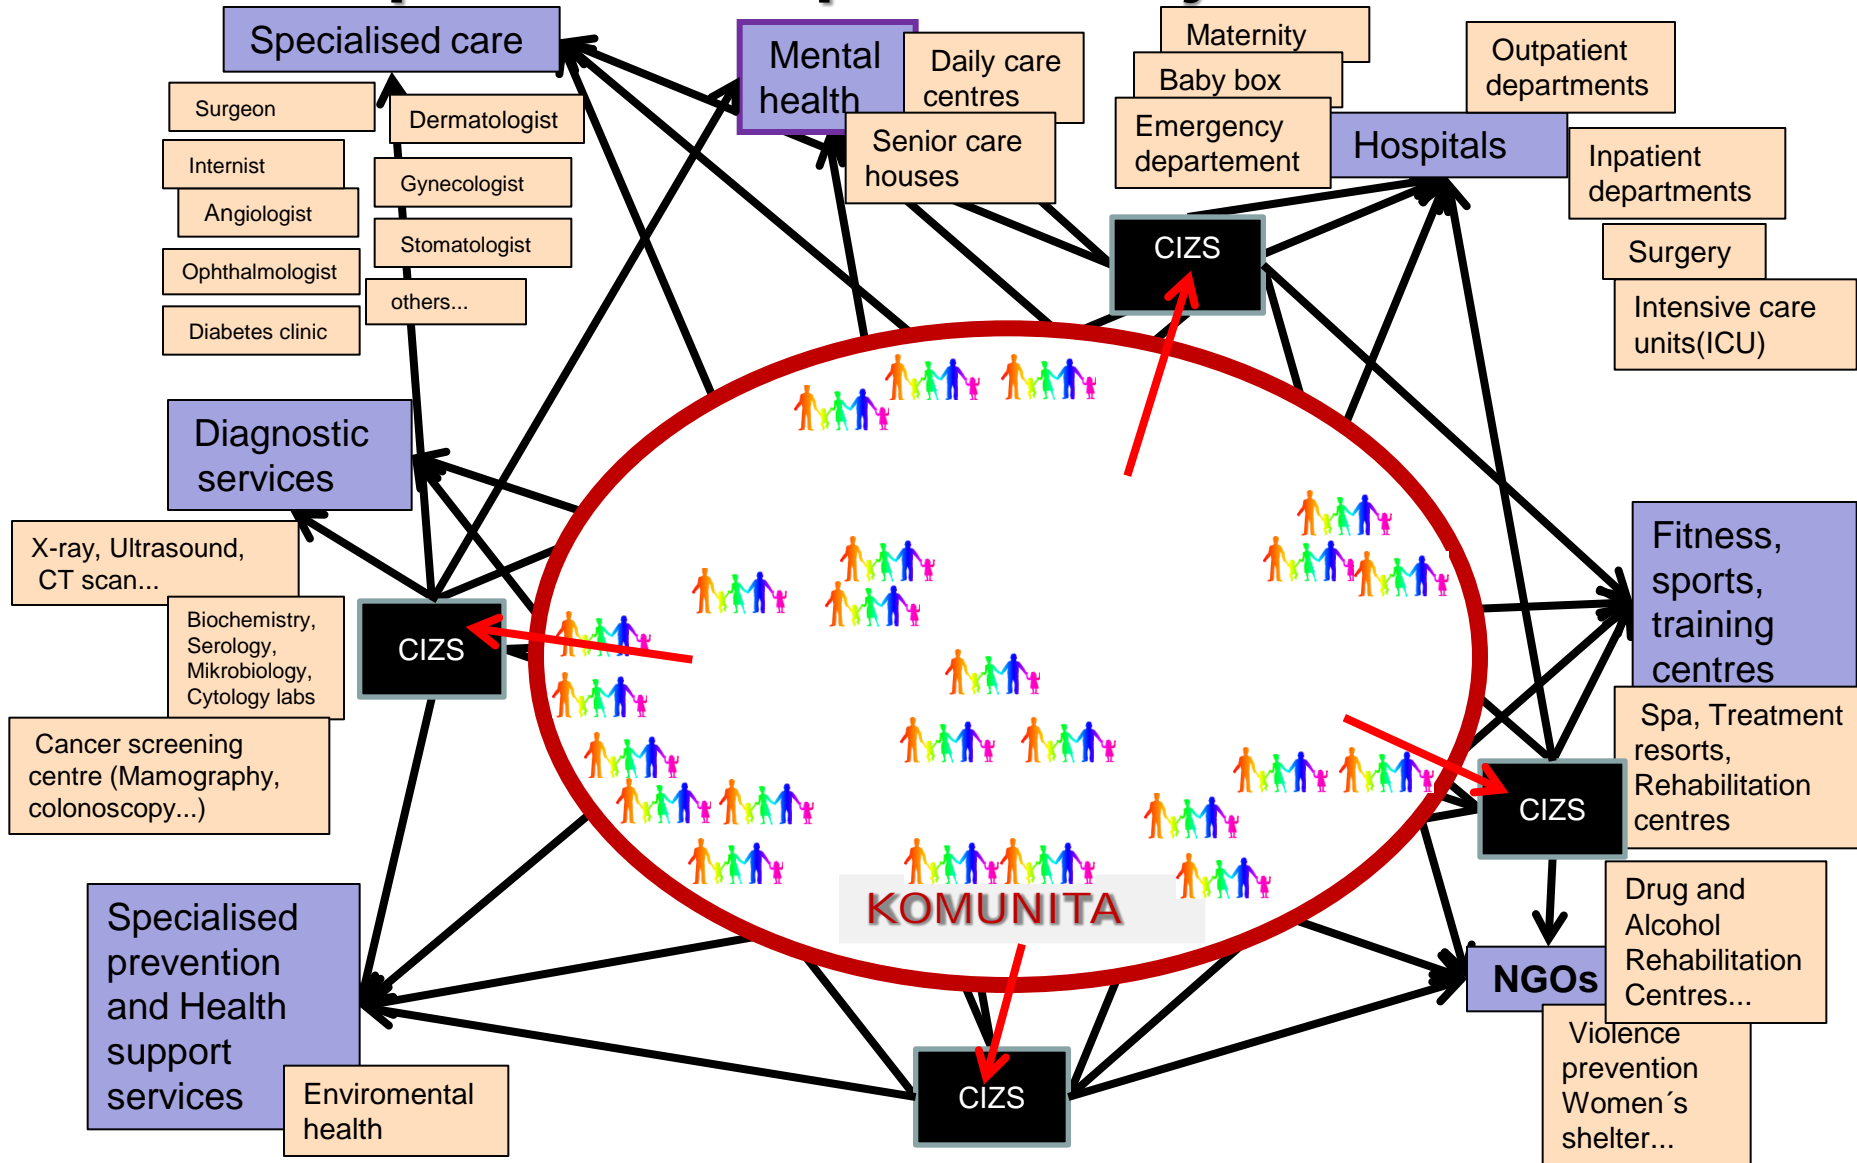 Specialised care
Mental
health
Daily care
centres
Senior care
houses
Maternity
Baby box
Emergency
departement
Hospitals
Outpatient
departments
Inpatient
departments
Surgery
Intensive care
units(ICU)
Surgeon
Dermatologist
Internist
Gynecologist
Angiologist
Stomatologist
Ophthalmologist
others...
Diabetes clinic
CIZS
Diagnostic
services
X-ray, Ultrasound,
CT scan...
Biochemistry,
Serology,
Mikrobiology,
Cytology labs
Cancer screening
centre (Mamography,
colonoscopy...)
CIZS
Fitness,
sports,
training
centres
Spa, Treatment
resorts,
Rehabilitation
centres
CIZS
KOMUNITA
Specialised
prevention
and Health
support
services
Enviromental
health
CIZS
NGOs
Drug and
Alcohol
Rehabilitation
Centres...
Violence
prevention
Women´s
shelter...